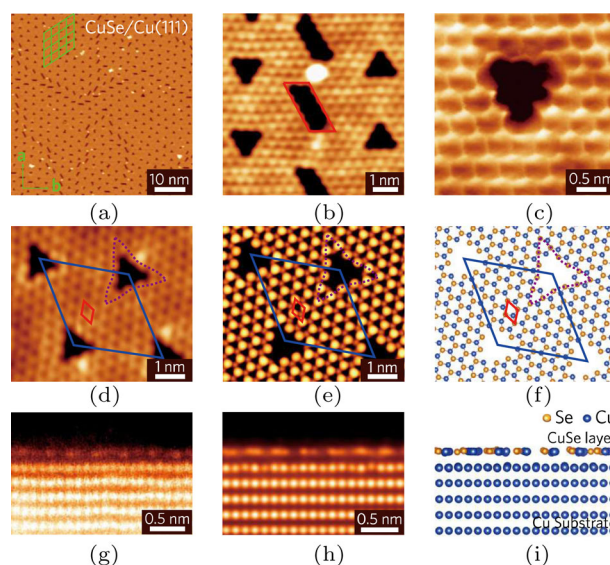 CuSe/Cu(111)
a
b
10 nm
1 nm
0.5 nm
(a)
(b)
(c)
1 nm
1 nm
(d)
(e)
(f)
Se
Cu
CuSe layer
Cu Substrate
0.5 nm
0.5 nm
(g)
(h)
(i)